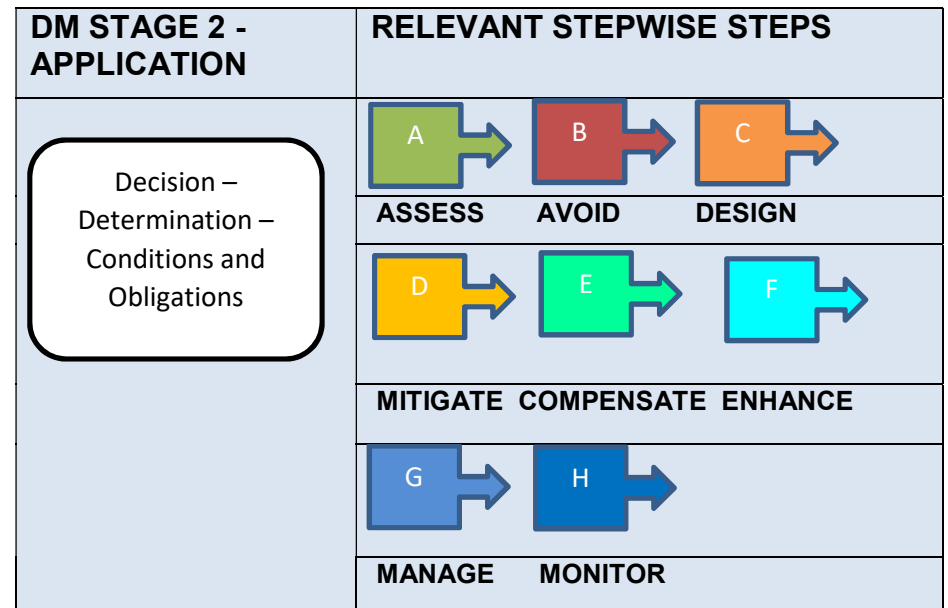 DM STAGE 2 -
APPLICATION
RELEVANT STEPWISE STEPS
Decision –
Determination –
Conditions and
Obligations
A B C
ASSESS AVOID DESIGN
D E F
MITIGATE COMPENSATE ENHANCE
G H
MANAGE MONITOR